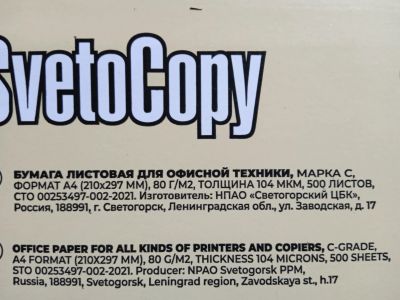 SvetoCopy
БУМАГА ЛИСТОВАЯ ДЛЯ ОФИСНОЙ ТЕХНИКИ, МАРКА С,
ФОРМАТ А4 (210х297 ММ), 80 Г/М2, ТОЛЩИНА 104 МКМ, 500 ЛИСТОВ,
СТО 00253497-002-2021. Изготовитель: НПАО «Светогорский ЦБК»,
Россия, 188991, г. Светогорск, Ленинградская обл., ул. Заводская, д. 17
OFFICE PAPER FOR ALL KINDS OF PRINTERS AND COPIERS, C-GRADE,
A4 FORMAT (210X297 MM), 80 G/M2, THICKNESS 104 MICRONS, 500 SHEETS,
STO 00253497-002-2021. Producer: NPAO Svetogorsk PPM,
Russia, 188991, Svetogorsk, Leningrad region, Zavodskaya st., h.17